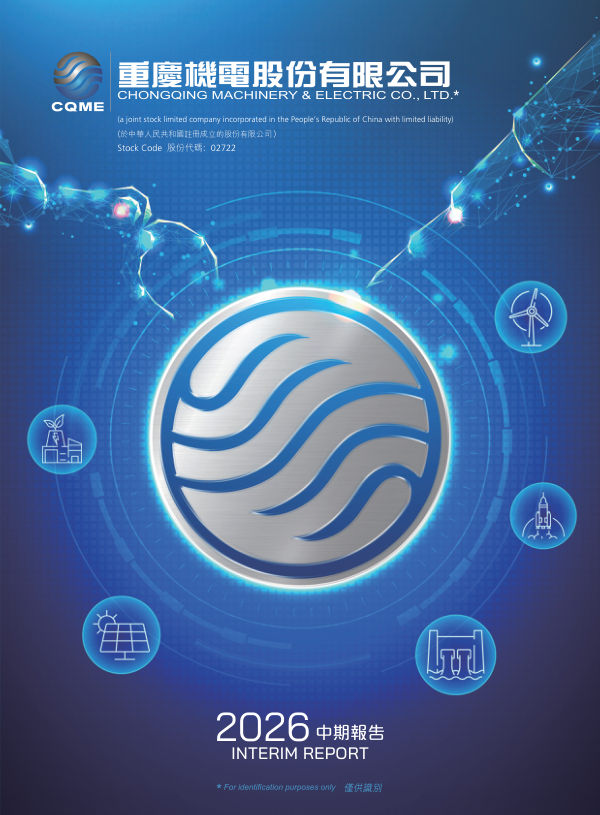 重慶機電股份有限公司
CHONGQING MACHINERY & ELECTRIC CO., LTD.*
CQME
(a joint stock limited company incorporated in the People's Republic of China with limited liability)
(於中華人民共和國註冊成立的股份有限公司)
Stock Code 股份代碼: 02722
2026 中期報告
INTERIM REPORT
* For identification purposes only 僅供識別